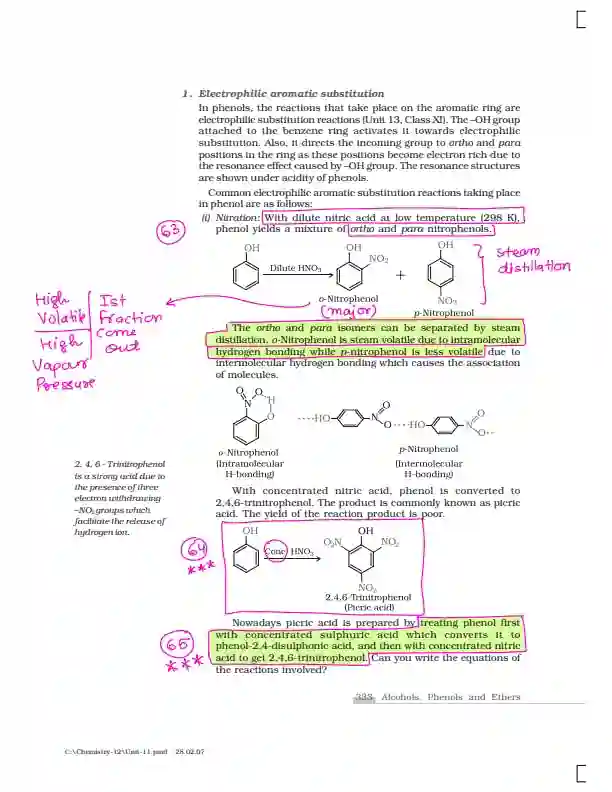 1. Electrophilic aromatic substitution
In phenols, the reactions that take place on the aromatic ring are
electrophilic substitution reactions (Unit 13, Class XI). The –OH group
attached to the benzene ring activates it towards electrophilic
substitution. Also, it directs the incoming group to ortho and para
positions in the ring as these positions become electron rich due to
the resonance effect caused by –OH group. The resonance structures
are shown under acidity of phenols.
Common electrophilic aromatic substitution reactions taking place
in phenol are as follows:
(i) Nitration: With dilute nitric acid at low temperature (298 K),
phenol yields a mixture of ortho and para nitrophenols.
63
OH
Dilute HNO3
OH
NO2
+
OH
NO2
steam
distillation
o-Nitrophenol
(major)
p-Nitrophenol
High
Volatile
High
Vapour
Pressure
Ist
Fraction
Come
out
The ortho and para isomers can be separated by steam
distillation. o-Nitrophenol is steam volatile due to intramolecular
hydrogen bonding while p-nitrophenol is less volatile due to
intermolecular hydrogen bonding which causes the association
of molecules.
O
O
N
H
O
HO
N
O
O
HO
N
O
O
o-Nitrophenol
(Intramolecular
H-bonding)
p-Nitrophenol
(Intermolecular
H-bonding)
2, 4, 6 - Trinitrophenol
is a strong acid due to
the presence of three
electron withdrawing
–NO2 groups which
facilitate the release of
hydrogen ion.
With concentrated nitric acid, phenol is converted to
2,4,6-trinitrophenol. The product is commonly known as picric
acid. The yield of the reaction product is poor.
64
***
OH
Conc. HNO3
OH
O2N
NO2
NO2
2,4,6-Trinitrophenol
(Picric acid)
65
***
Nowadays picric acid is prepared by treating phenol first
with concentrated sulphuric acid which converts it to
phenol-2,4-disulphonic acid, and then with concentrated nitric
acid to get 2,4,6-trinitrophenol. Can you write the equations of
the reactions involved?
333 Alcohols, Phenols and Ethers
C:\Chemistry-12\Unit-11.pmd 28.02.07